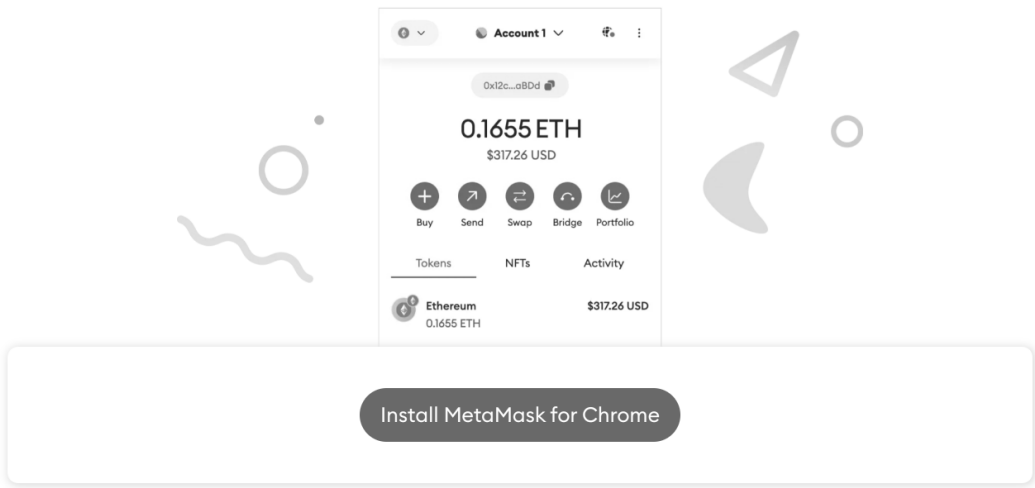 Account 1
0x12c...aBDd
0.1655 ETH
$317.26 USD
Buy Send Swap Bridge Portfolio
Tokens NFTs Activity
Ethereum $317.26 USD
0.1655 ETH
Install MetaMask for Chrome